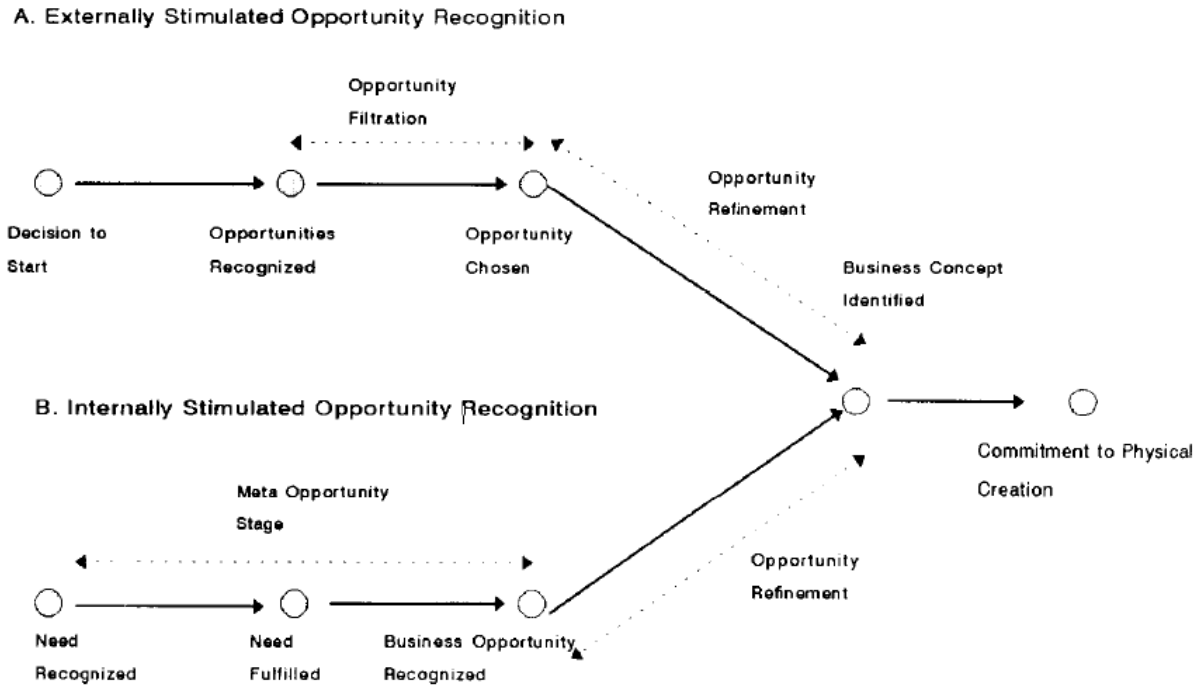 A. Externally Stimulated Opportunity Recognition
Opportunity
Filtration
Opportunity
Refinement
Decision to
Start
Opportunities
Recognized
Opportunity
Chosen
Business Concept
Identified
B. Internally Stimulated Opportunity Recognition
Commitment to Physical
Creation
Meta Opportunity
Stage
Opportunity
Refinement
Need
Recognized
Need
Fulfilled
Business Opportunity
Recognized